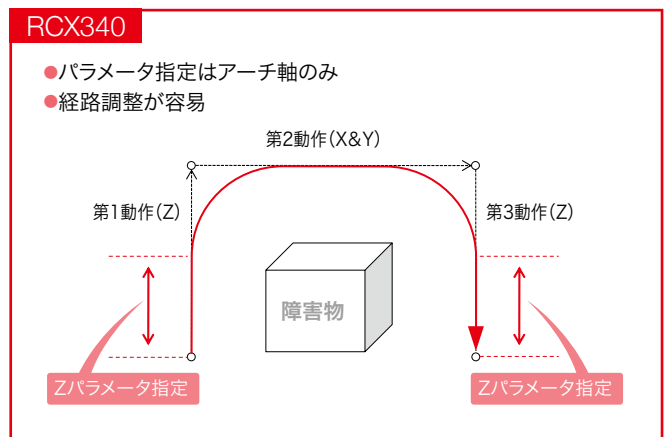 RCX340
●パラメータ指定はアーチ軸のみ
●経路調整が容易
第2動作(X&Y)
第1動作(Z)
第3動作(Z)
障害物
Zパラメータ指定
Zパラメータ指定